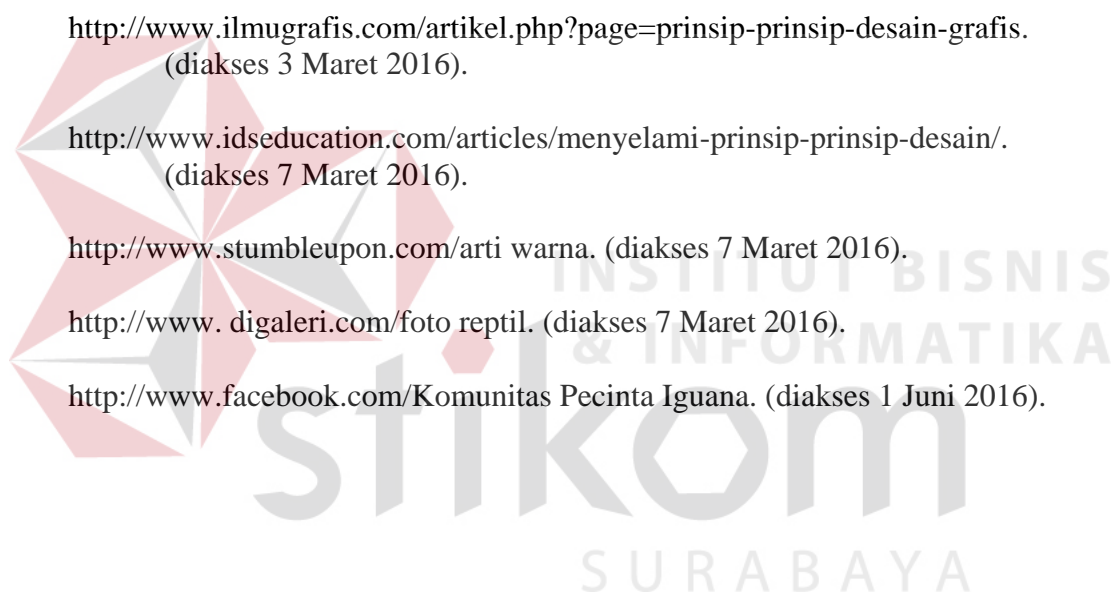 http://www.ilmugrafis.com/artikel.php?page=prinsip-prinsip-desain-grafis.
(diakses 3 Maret 2016).
http://www.idseducation.com/articles/menyelami-prinsip-prinsip-desain/.
(diakses 7 Maret 2016).
http://www.stumbleupon.com/arti warna. (diakses 7 Maret 2016).
http://www. digaleri.com/foto reptil. (diakses 7 Maret 2016).
http://www.facebook.com/Komunitas Pecinta Iguana. (diakses 1 Juni 2016).
INSTITUT BISNIS
& INFORMATIKA
stikom
SURABAYA